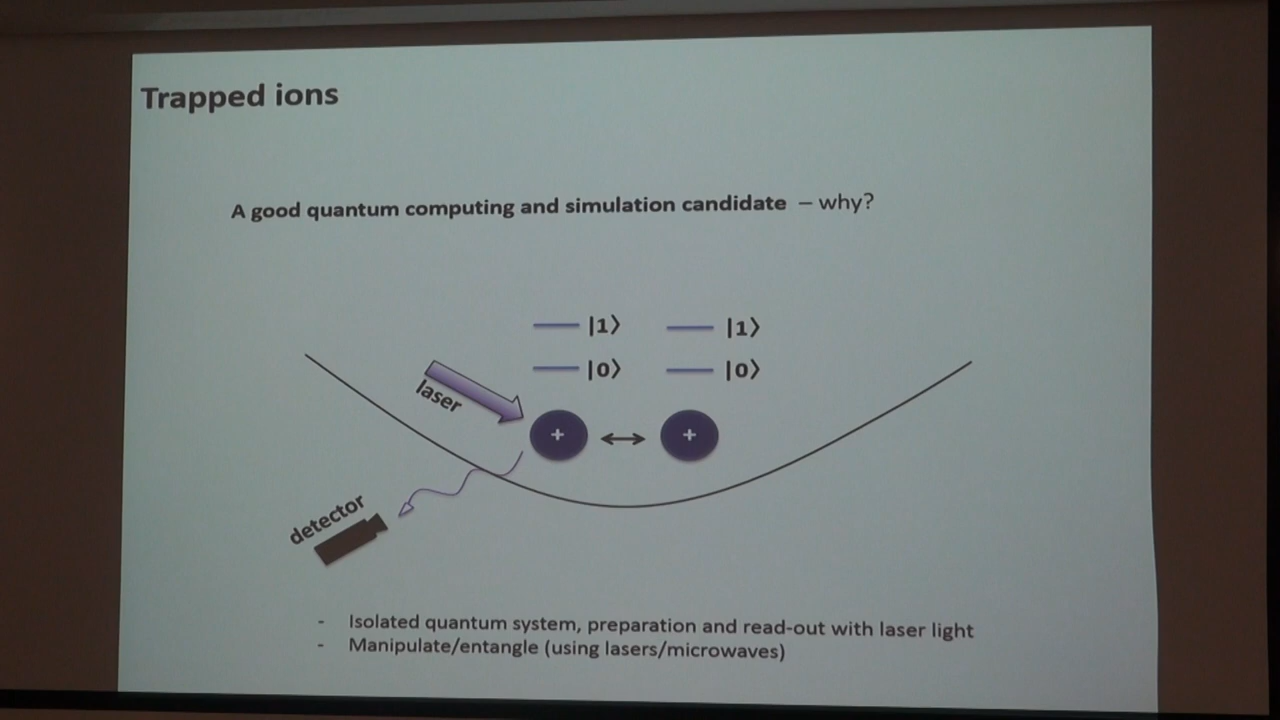 Trapped ions
A good quantum computing and simulation candidate – why?
|1⟩ |1⟩
|0⟩ |0⟩
laser
+ +
detector
- Isolated quantum system, preparation and read-out with laser light
- Manipulate/entangle (using lasers/microwaves)